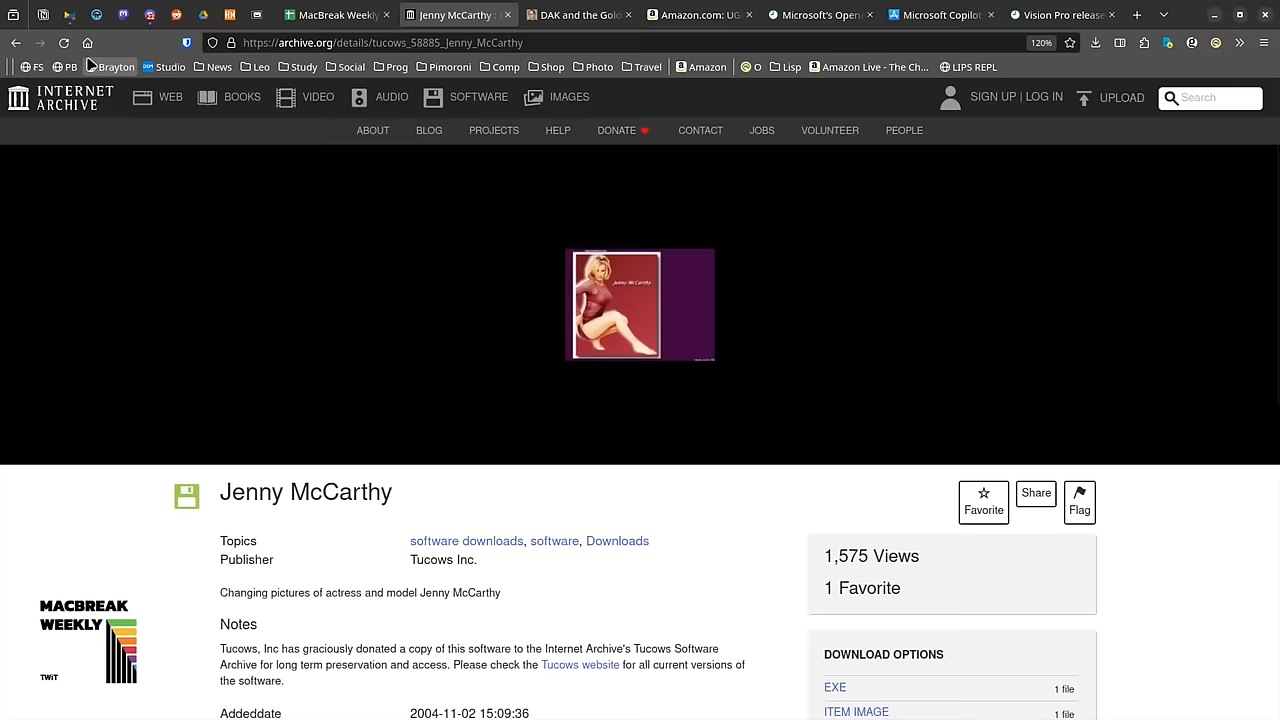 MacBreak Weekly
Jenny McCarthy :
DAK and the Gold
Amazon.com: UG
Microsoft's Open
Microsoft Copilot
Vision Pro release
https://archive.org/details/tucows_58885_Jenny_McCarthy
120%
FS
PB
Brayton
Studio
News
Leo
Study
Social
Prog
Pimoroni
Comp
Shop
Photo
Travel
Amazon
O
Lisp
Amazon Live - The Ch...
LIPS REPL
INTERNET
ARCHIVE
WEB
BOOKS
VIDEO
AUDIO
SOFTWARE
IMAGES
SIGN UP | LOG IN
UPLOAD
Search
ABOUT
BLOG
PROJECTS
HELP
DONATE
CONTACT
JOBS
VOLUNTEER
PEOPLE
Jenny McCarthy
Jenny McCarthy
Favorite
Share
Flag
Topics
software downloads, software, Downloads
Publisher
Tucows Inc.
1,575 Views
1 Favorite
Changing pictures of actress and model Jenny McCarthy
Notes
Tucows, Inc has graciously donated a copy of this software to the Internet Archive's Tucows Software
Archive for long term preservation and access. Please check the Tucows website for all current versions of
the software.
Addeddate
2004-11-02 15:09:36
DOWNLOAD OPTIONS
EXE
1 file
ITEM IMAGE
1 file
MACBREAK
WEEKLY
TWiT